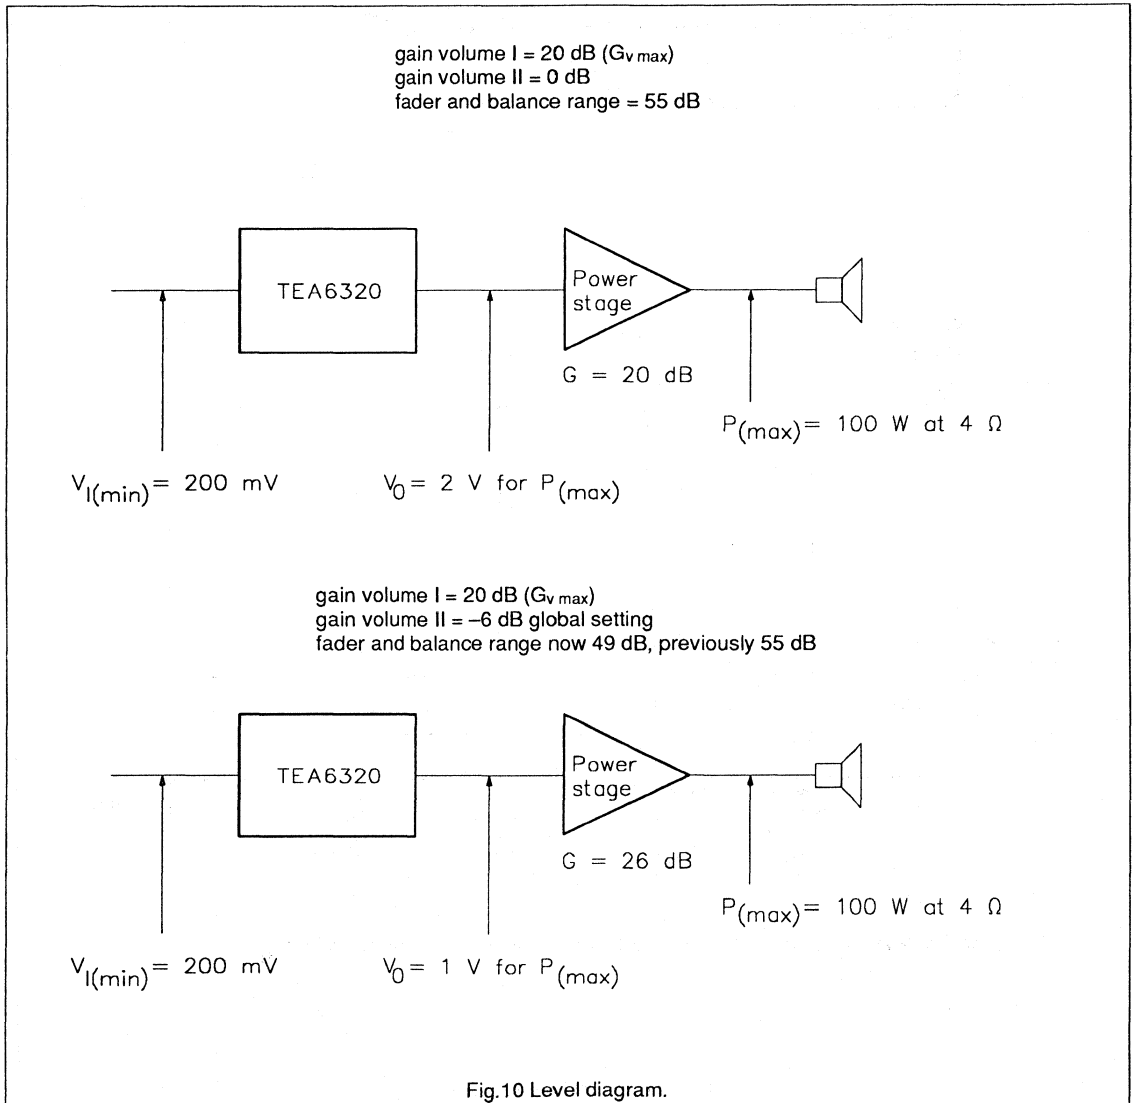 gain volume I = 20 dB (Gv max)
gain volume II = 0 dB
fader and balance range = 55 dB
TEA6320
Power
stage
G = 20 dB
P(max)= 100 W at 4 Ω
VI(min)= 200 mV
VO= 2 V for P(max)
gain volume I = 20 dB (Gv max)
gain volume II = –6 dB global setting
fader and balance range now 49 dB, previously 55 dB
TEA6320
Power
stage
G = 26 dB
P(max)= 100 W at 4 Ω
VI(min)= 200 mV
VO= 1 V for P(max)
Fig.10 Level diagram.